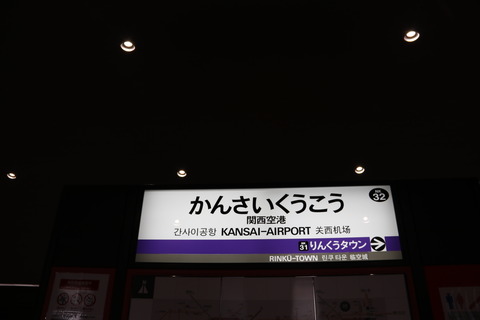 かんさいくうこう
NK
32
関西空港
간사이공항 KANSAI-AIRPORT 关西机场
NK
31 りんくうタウン
RINKŪ-TOWN 린쿠 타운 临空城